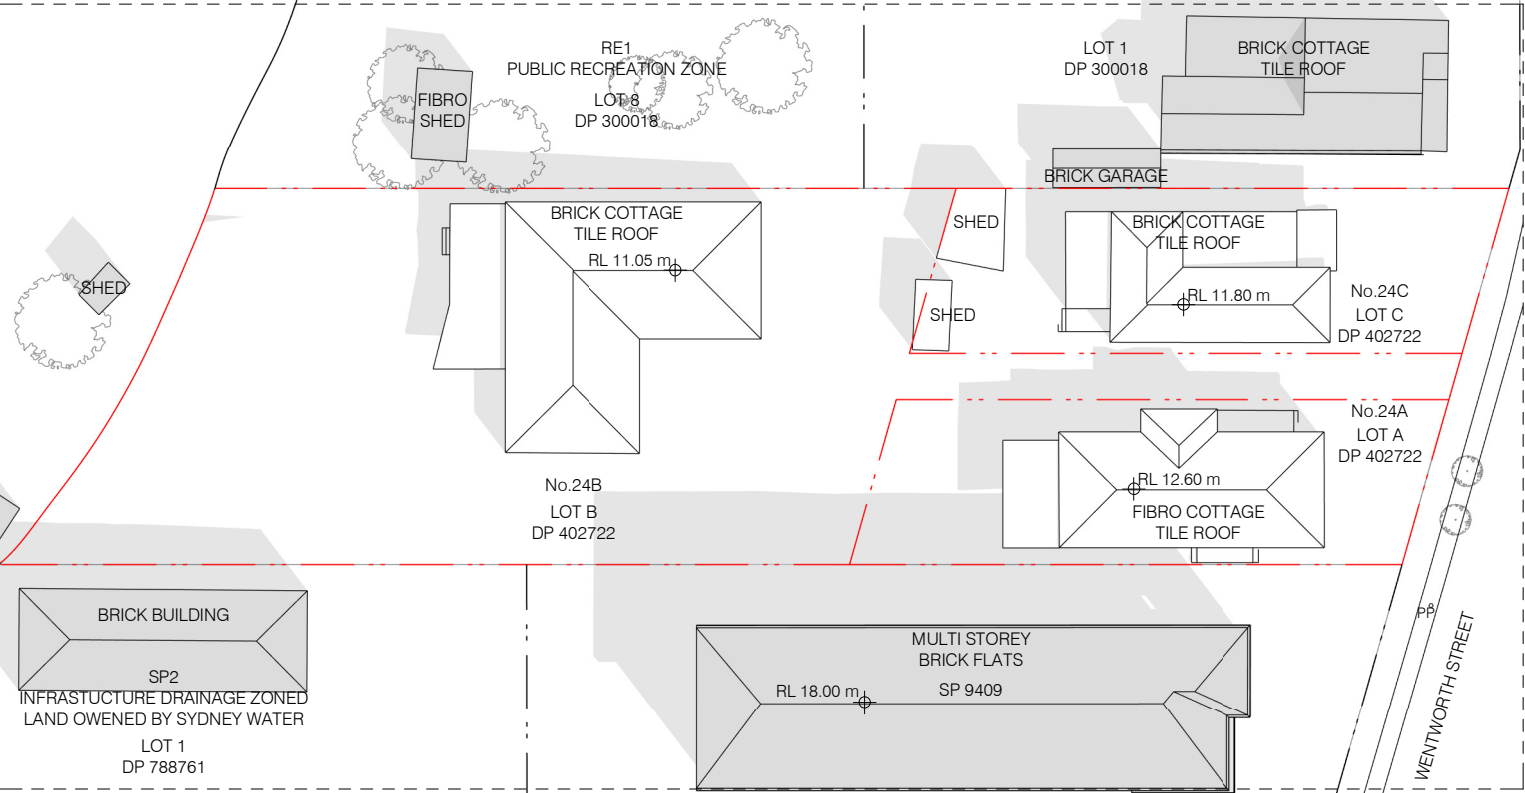 RE1
PUBLIC RECREATION ZONE
LOT 8
DP 300018
FIBRO
SHED
LOT 1
DP 300018
BRICK COTTAGE
TILE ROOF
BRICK GARAGE
BRICK COTTAGE
TILE ROOF
RL 11.05 m
SHED
SHED
BRICK COTTAGE
TILE ROOF
RL 11.80 m
No.24C
LOT C
DP 402722
SHED
No.24A
LOT A
DP 402722
RL 12.60 m
FIBRO COTTAGE
TILE ROOF
No.24B
LOT B
DP 402722
BRICK BUILDING
SP2
INFRASTUCTURE DRAINAGE ZONED
LAND OWENED BY SYDNEY WATER
LOT 1
DP 788761
MULTI STOREY
BRICK FLATS
RL 18.00 m
SP 9409
PP
WENTWORTH STREET